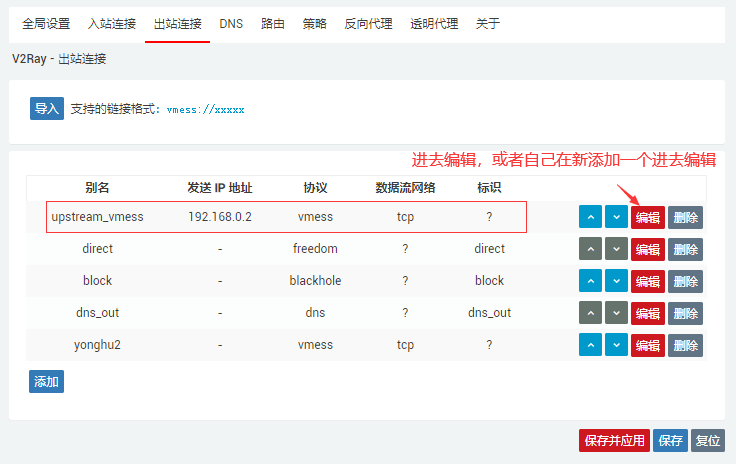 全局设置 入站连接 出站连接 DNS 路由 策略 反向代理 透明代理 关于
V2Ray - 出站连接
导入 支持的链接格式: vmess://xxxxx
进去编辑，或者自己在新添加一个进去编辑
别名 发送 IP 地址 协议 数据流网络 标识
upstream_vmess 192.168.0.2 vmess tcp ? 编辑 删除
direct - freedom ? direct 编辑 删除
block - blackhole ? block 编辑 删除
dns_out - dns ? dns_out 编辑 删除
yonghu2 - vmess tcp ? 编辑 删除
添加
保存并应用 保存 复位